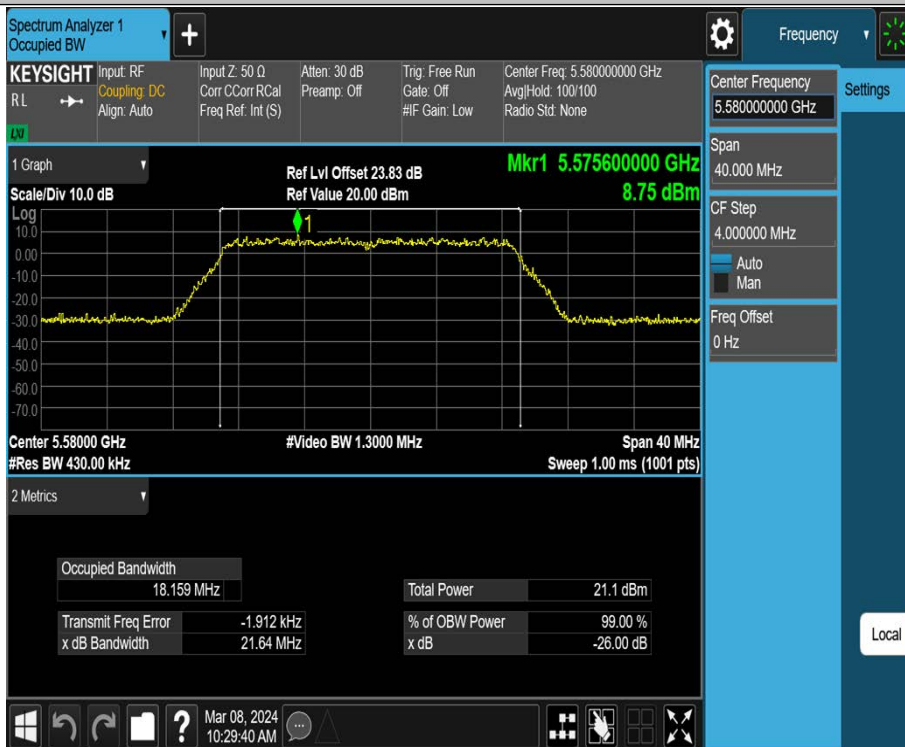 Spectrum Analyzer 1
Occupied BW
+
Frequency
KEYSIGHT
R L
LXI
Input: RF
Coupling: DC
Align: Auto
Input Z: 50 Ω
Corr CCorr RCal
Freq Ref: Int (S)
Atten: 30 dB
Preamp: Off
Trig: Free Run
Gate: Off
#IF Gain: Low
Center Freq: 5.580000000 GHz
Avg|Hold: 100/100
Radio Std: None
Center Frequency
5.580000000 GHz
Settings
Span
40.000 MHz
CF Step
4.000000 MHz
Auto
Man
Freq Offset
0 Hz
Local
1 Graph
Scale/Div 10.0 dB
Ref Lvl Offset 23.83 dB
Ref Value 20.00 dBm
Mkr1 5.575600000 GHz
8.75 dBm
Log
1
10.0
0.00
-10.0
-20.0
-30.0
-40.0
-50.0
-60.0
-70.0
Center 5.58000 GHz
#Video BW 1.3000 MHz
Span 40 MHz
#Res BW 430.00 kHz
Sweep 1.00 ms (1001 pts)
2 Metrics
Occupied Bandwidth
18.159 MHz
Total Power 21.1 dBm
Transmit Freq Error -1.912 kHz
% of OBW Power 99.00 %
x dB Bandwidth 21.64 MHz
x dB -26.00 dB
?
Mar 08, 2024
10:29:40 AM